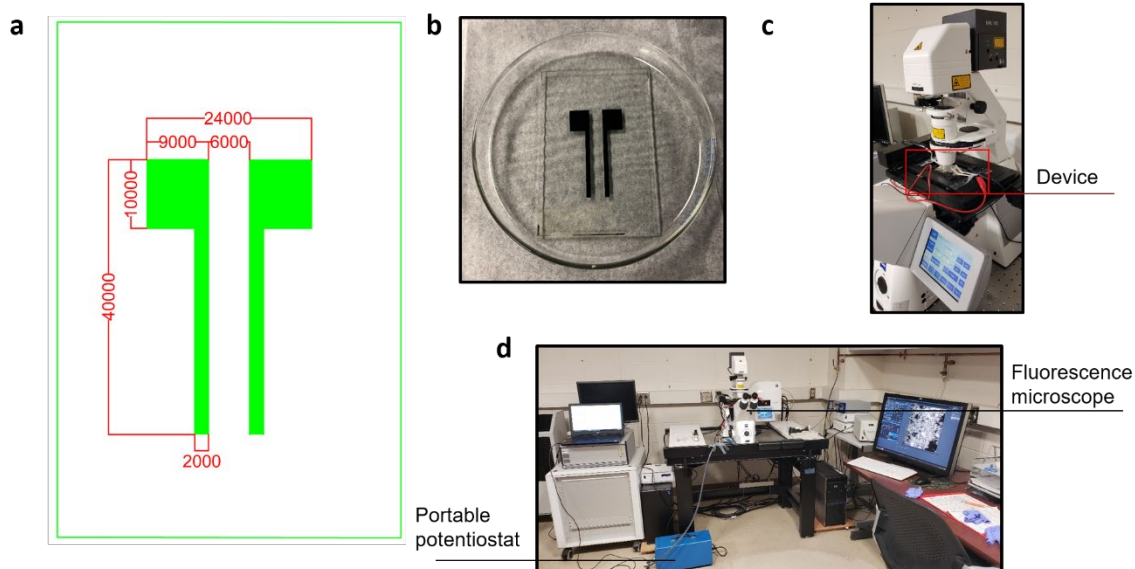 a
24000
9000
6000
10000
40000
2000
b
c
Device
d
Fluorescence
microscope
Portable
potentiostat